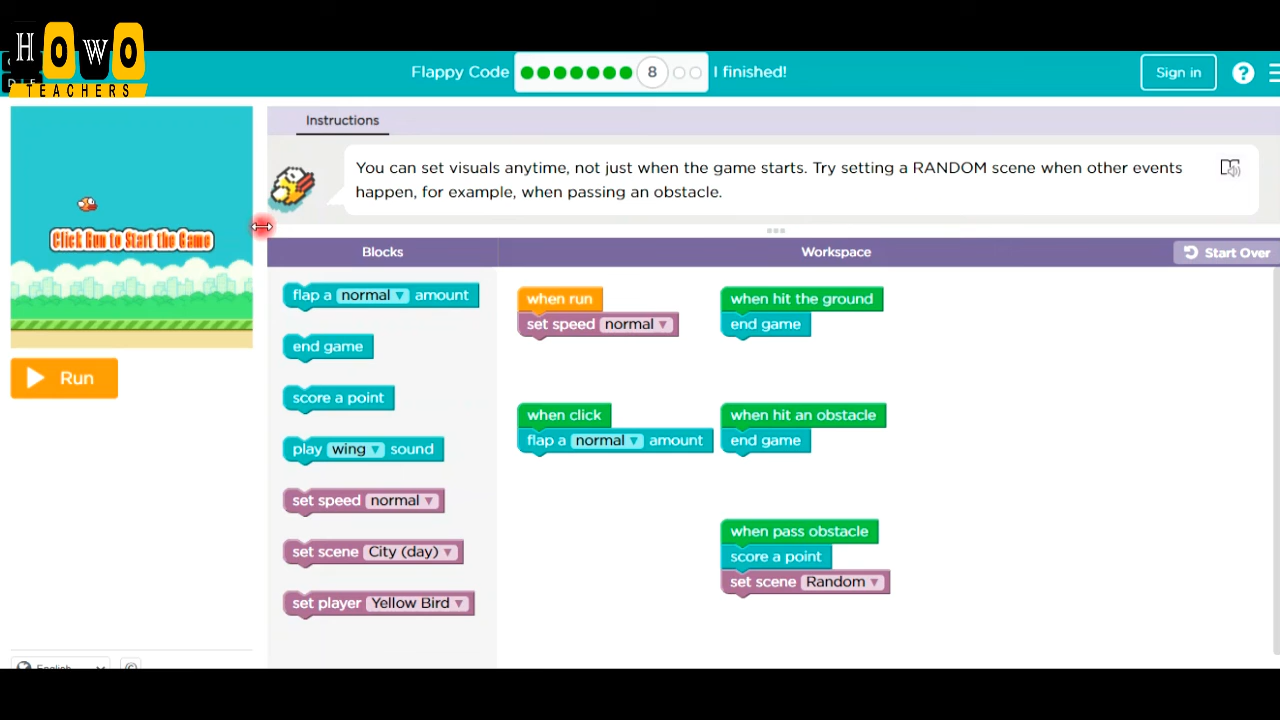 HOWO
TEACHERS
Flappy Code
8
I finished!
Sign in
?
Click Run to Start the Game
Run
English
©
Instructions
You can set visuals anytime, not just when the game starts. Try setting a RANDOM scene when other events
happen, for example, when passing an obstacle.
Blocks
Workspace
Start Over
flap a normal ▼ amount
end game
score a point
play wing ▼ sound
set speed normal ▼
set scene City (day) ▼
set player Yellow Bird ▼
when run
set speed normal ▼
when click
flap a normal ▼ amount
when hit the ground
end game
when hit an obstacle
end game
when pass obstacle
score a point
set scene Random ▼